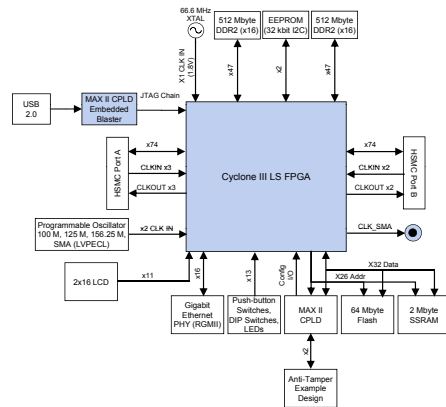 66.6 MHz
XTAL
512 Mbyte
DDR2 (x16)
EEPROM
(32 kbit I2C)
512 Mbyte
DDR2 (x16)
X1 CLK IN
(1.8V)
x47
x2
x47
USB
2.0
MAX II CPLD
Embedded
Blaster
JTAG Chain
HSMC Port A
x74
CLKIN x3
CLKOUT x3
Cyclone III LS FPGA
x74
CLKIN x2
CLKOUT x2
HSMC Port B
Programmable Oscillator
100 M, 125 M, 156.25 M,
SMA (LVPECL)
x2 CLK IN
CLK_SMA
2x16 LCD
x11
x16
x13
Config
I/O
X32 Data
X26 Addr
Gigabit
Ethernet
PHY (RGMII)
Push-button
Switches,
DIP Switches,
LEDs
MAX II
CPLD
64 Mbyte
Flash
2 Mbyte
SSRAM
x2
Anti-Tamper
Example
Design